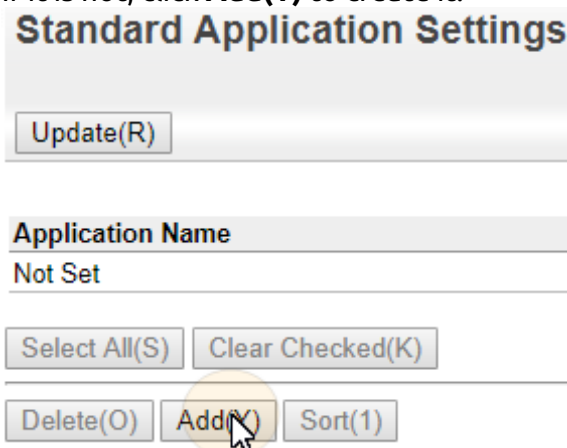 Standard Application Settings
Update(R)
Application Name
Not Set
Select All(S) Clear Checked(K)
Delete(O) Add(Y) Sort(1)